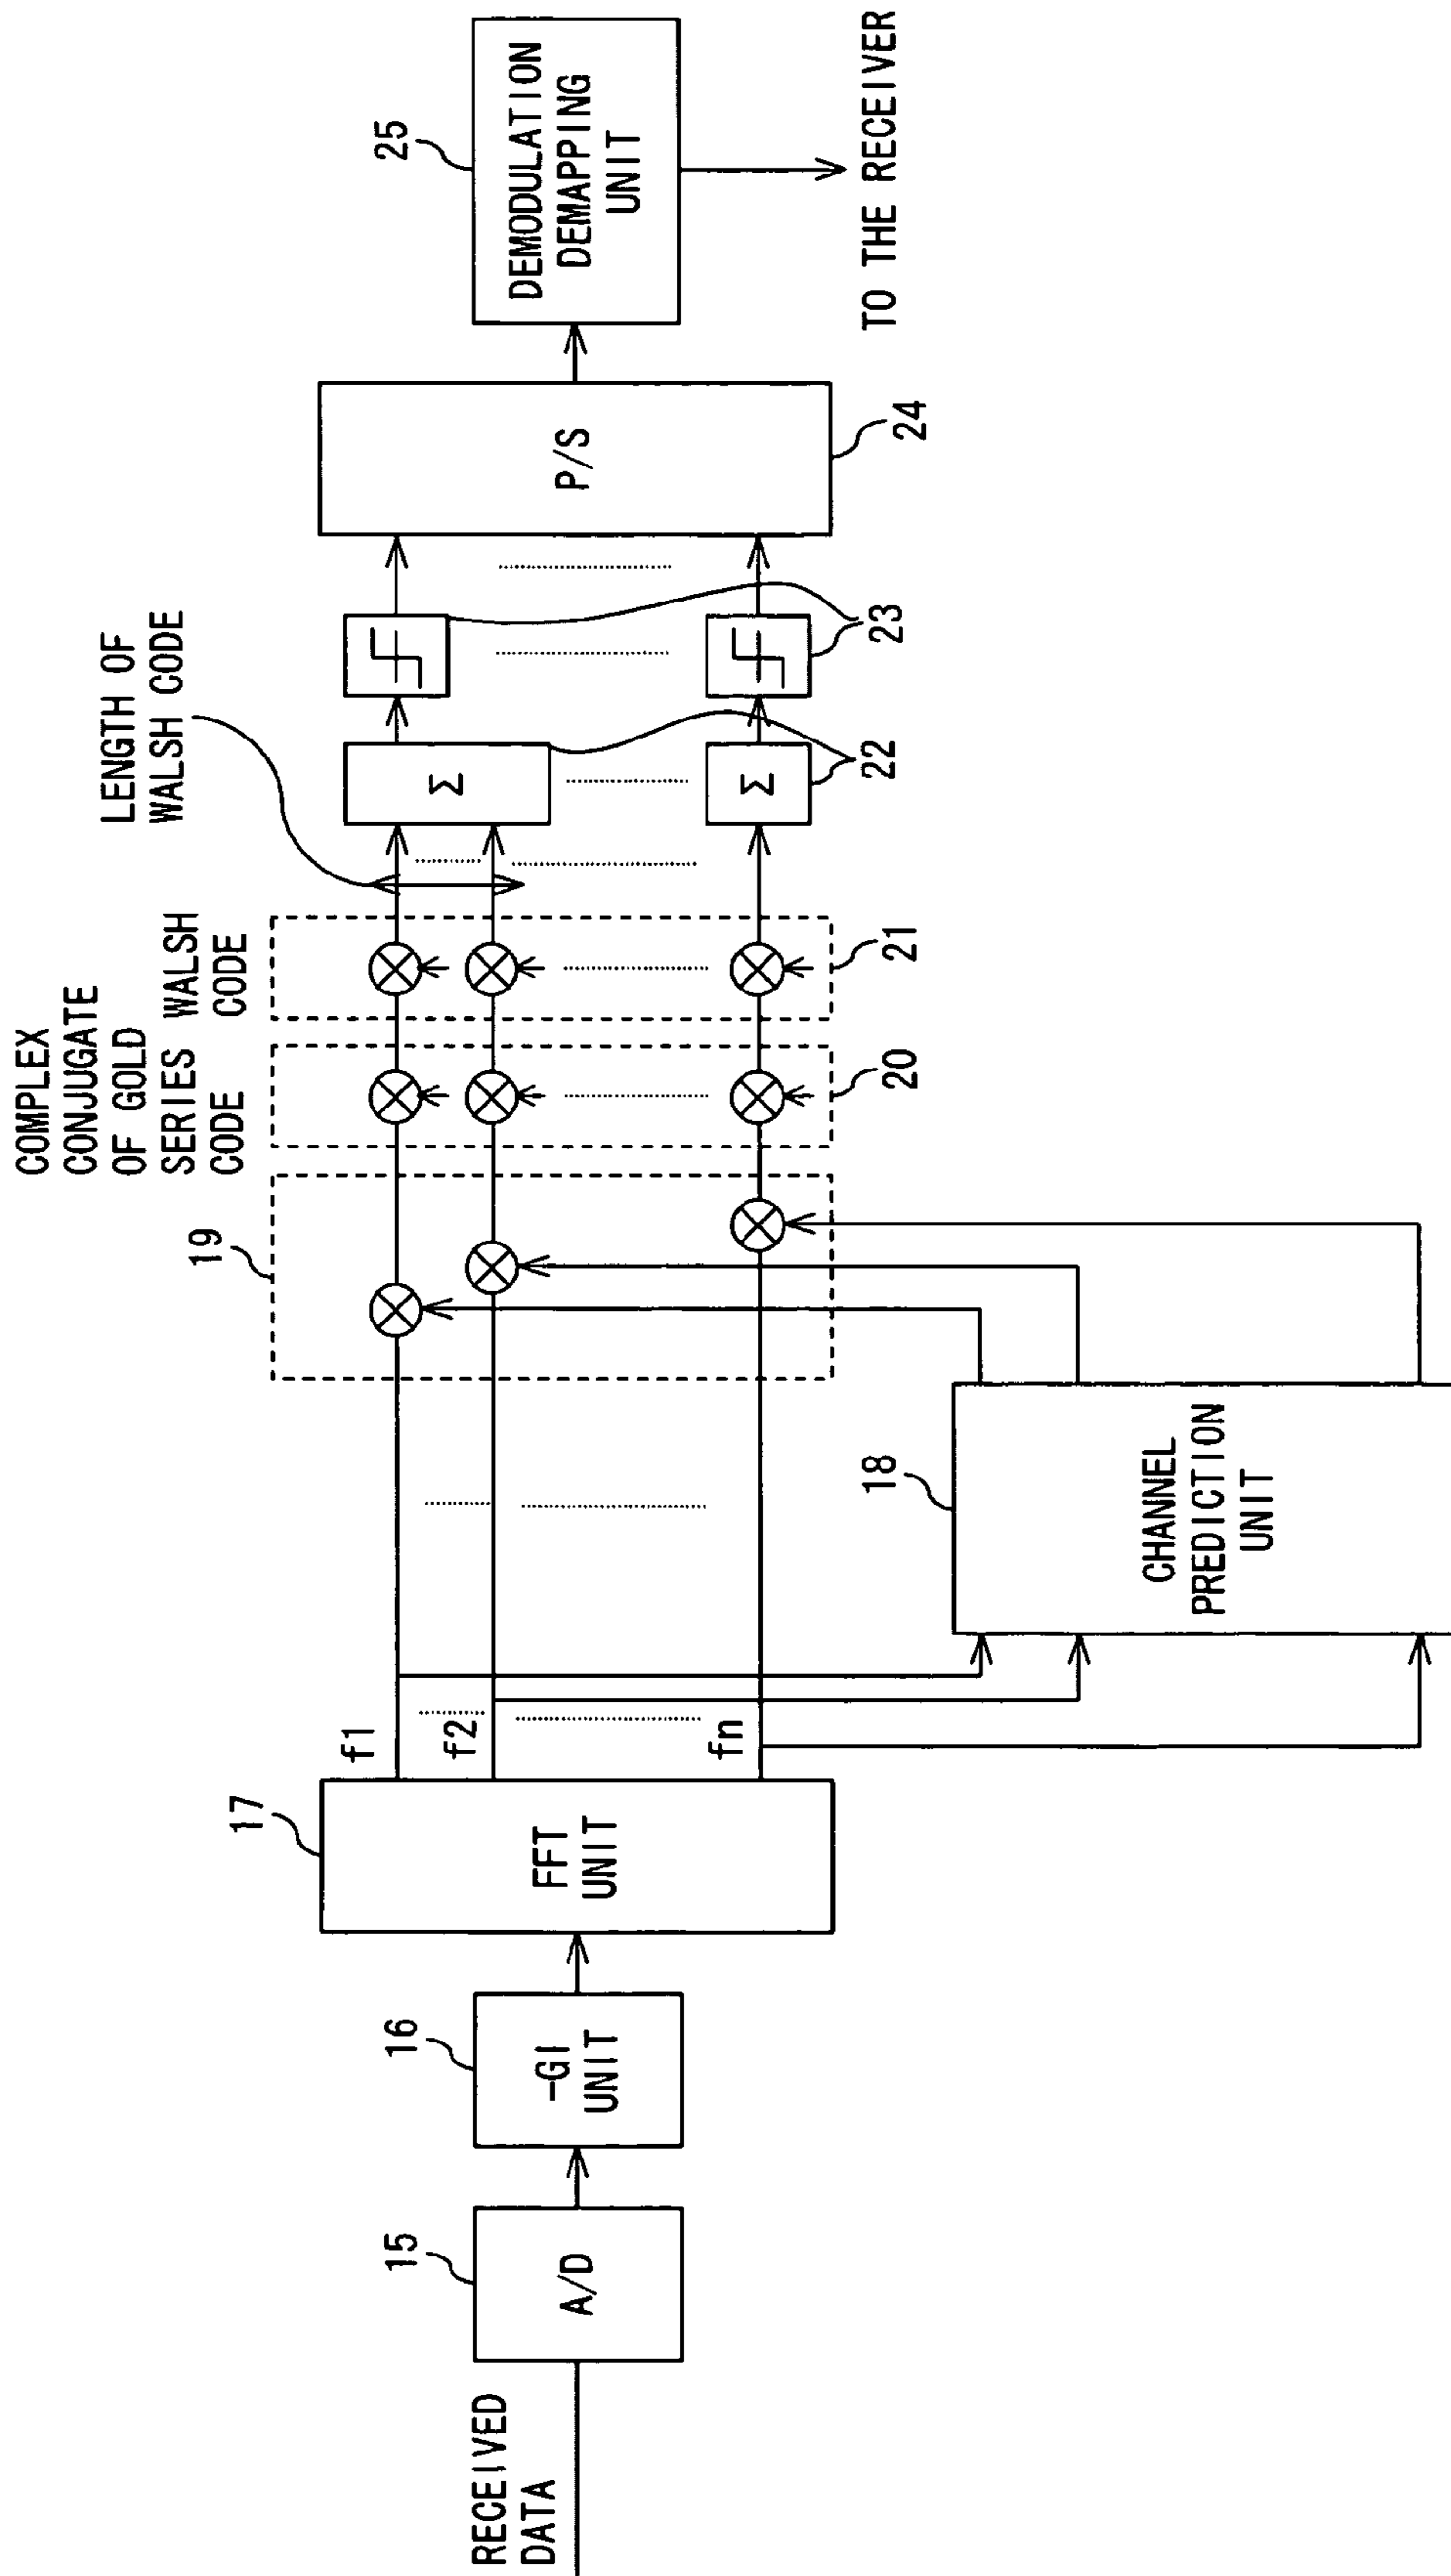 RECEIVED
DATA
15
A/D
16
-GI
UNIT
17
FFT
UNIT
f1
f2
fn
18
CHANNEL
PREDICTION
UNIT
19
COMPLEX
CONJUGATE
OF GOLD
SERIES
CODE
20
WALSH
CODE
21
LENGTH OF
WALSH CODE
Σ
Σ
22
23
P/S
24
25
DEMODULATION
DEMAPPING
UNIT
TO THE RECEIVER